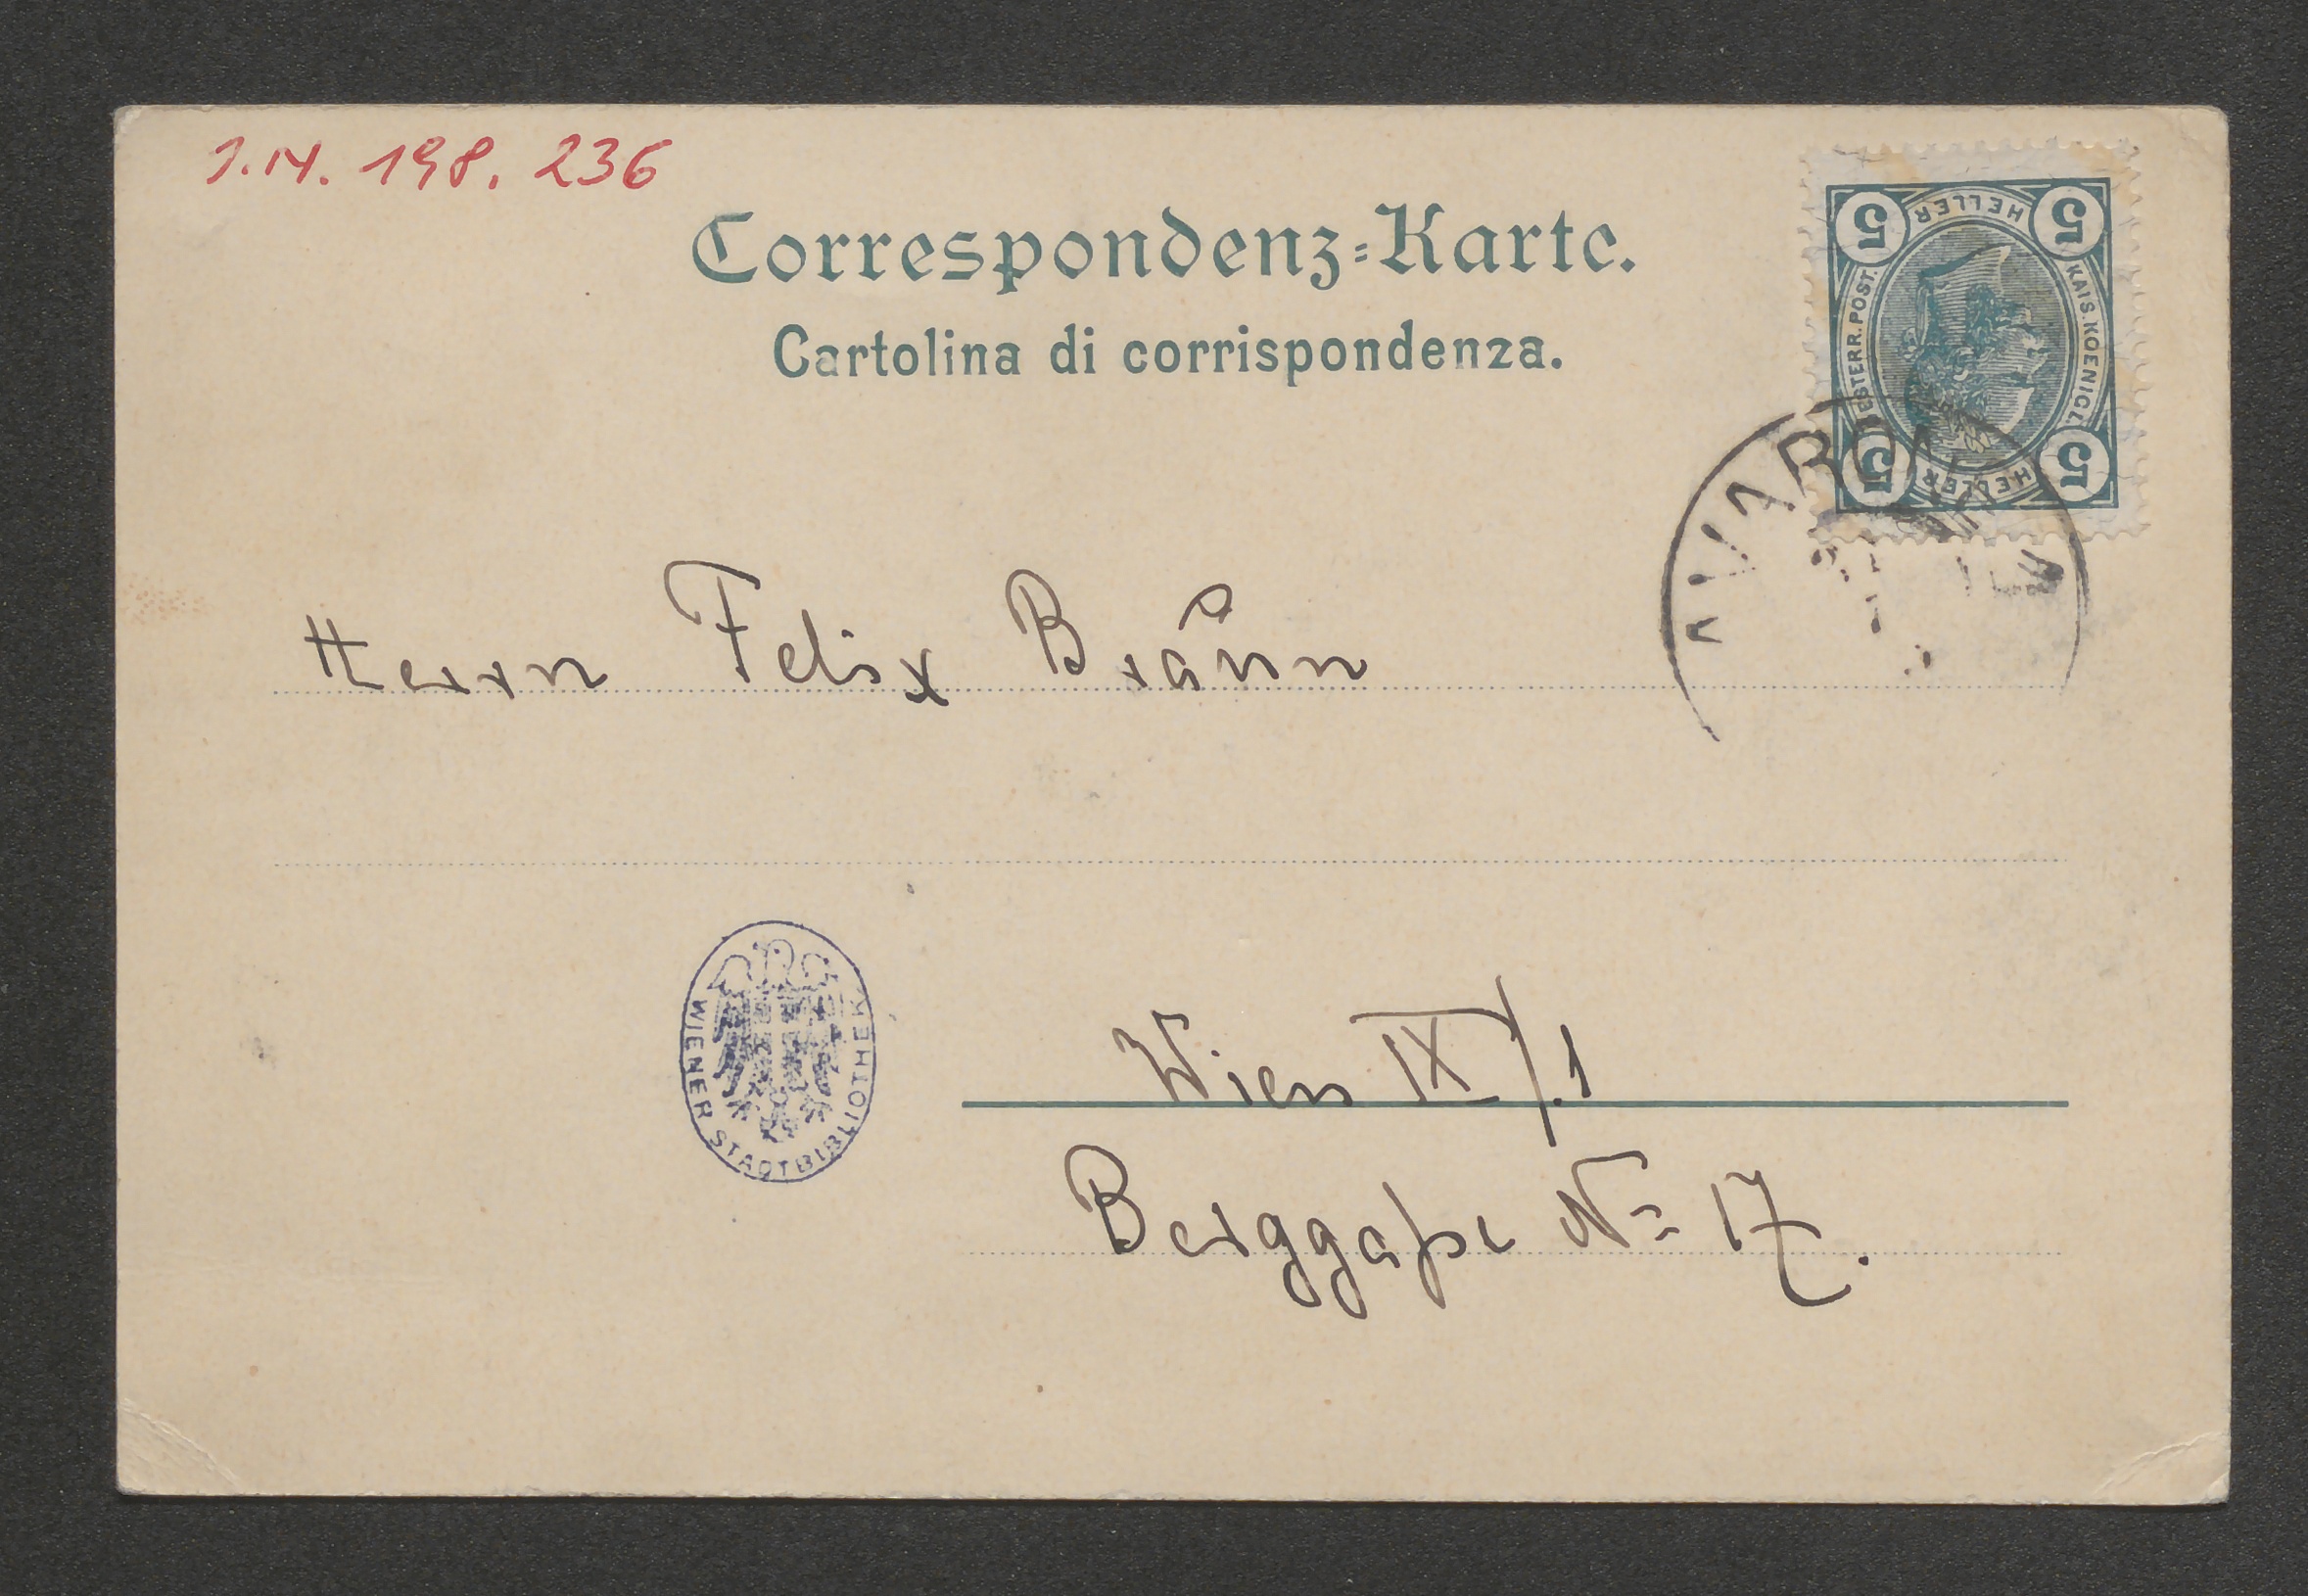 I.N. 198. 236
Correspondenz-Karte.
Cartolina di corrispondenza.
5 HELLER 5
KAIS. KOENIGL.
ESTERR. POST.
5 HELLER 5
Herrn Felix Braun
WIENER STADTBIBLIOTHEK
Wien IX/1
Berggaße No 17.